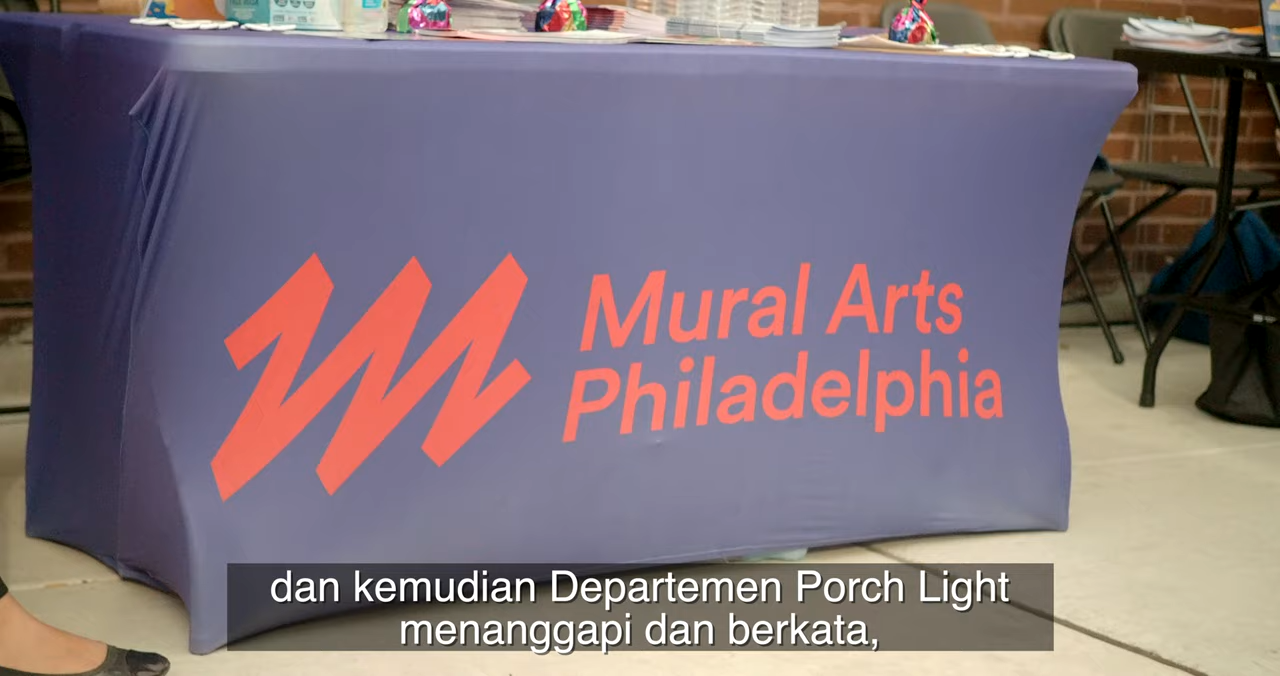 Mural Arts
Philadelphia
dan kemudian Departemen Porch Light
menanggapi dan berkata,